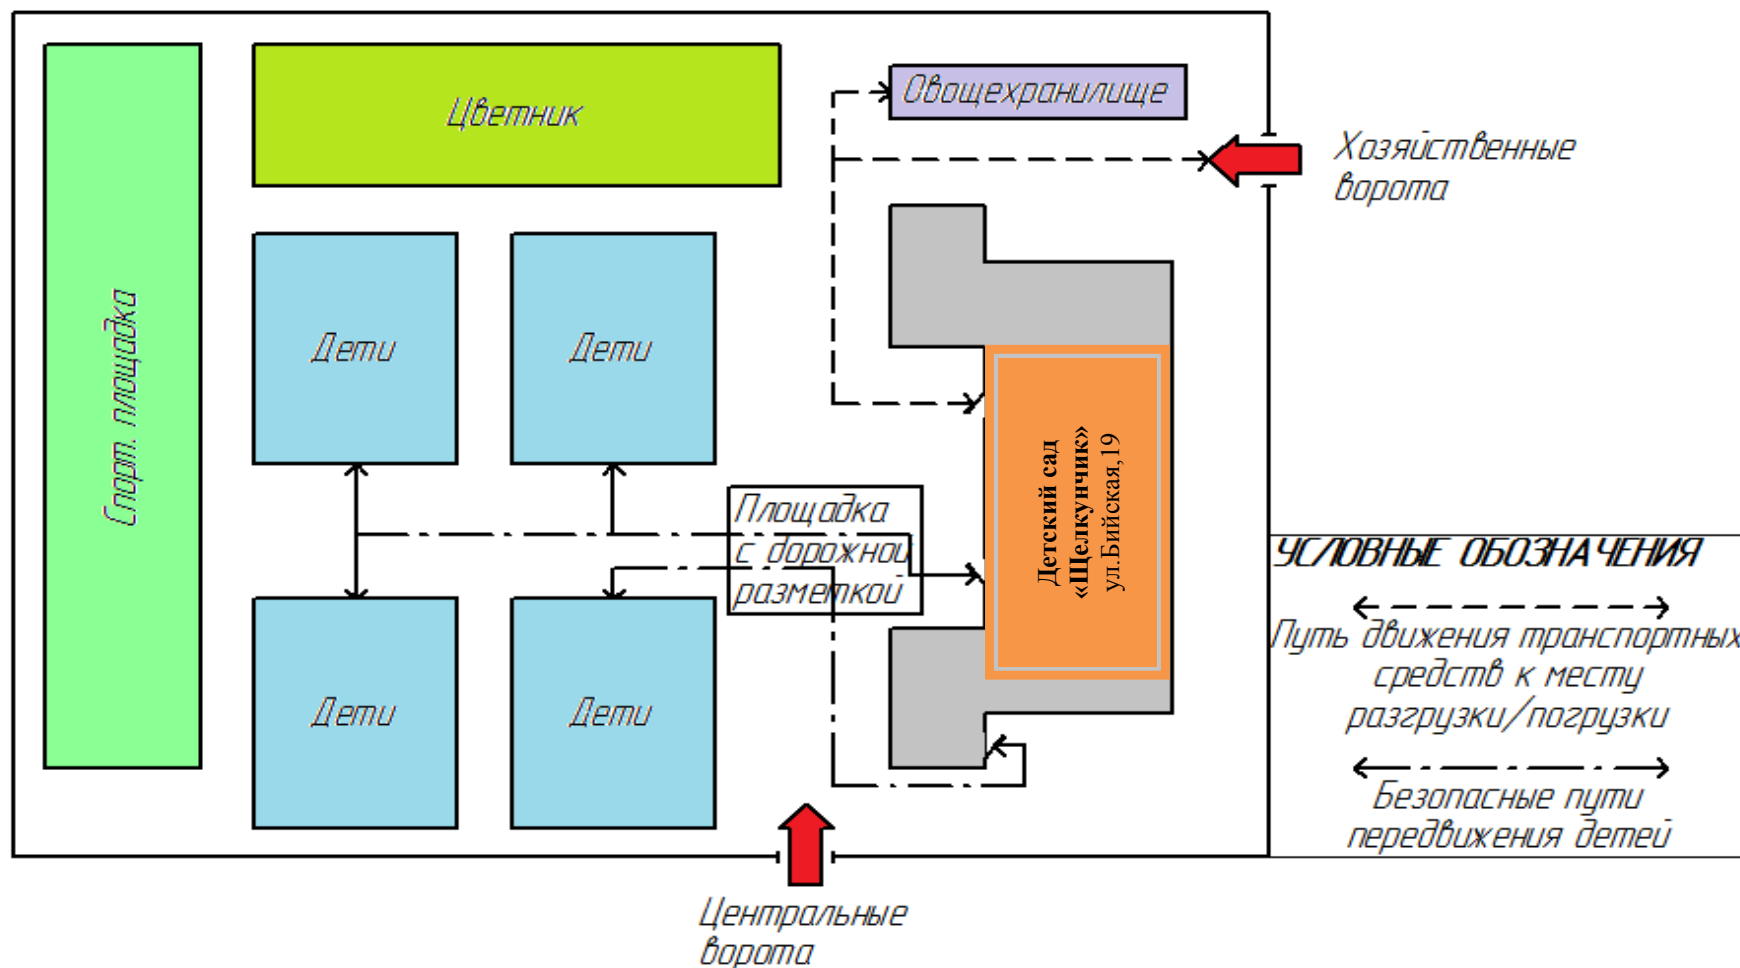 Цветник
Овощехранилище
Хозяйственные
ворота
Спорт. площадка
Дети
Дети
Детский сад
«Щелкунчик»
ул.Бийская,19
Площадка
с дорожной
разметкой
Дети
Дети
УСЛОВНЫЕ ОБОЗНАЧЕНИЯ
Путь движения транспортных
средств к месту
разгрузки/погрузки
Безопасные пути
передвижения детей
Центральные
ворота